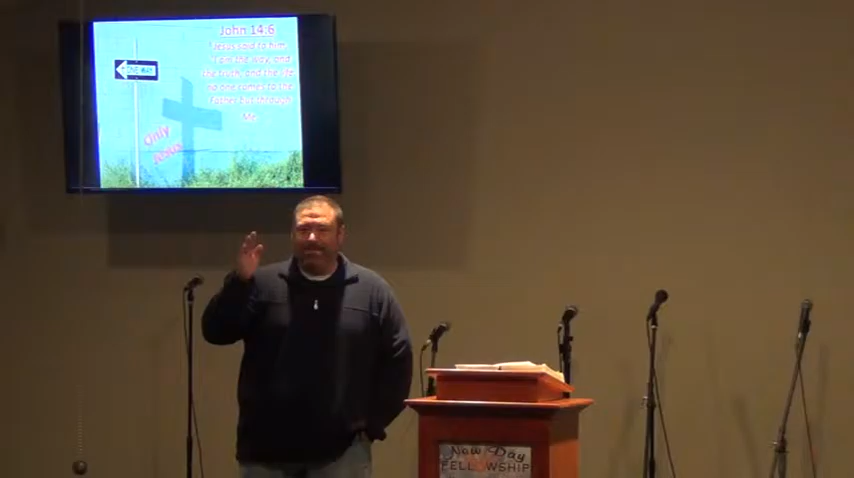 John 14:6
"Jesus said to him,
"I am the way, and
the truth, and the life;
no one comes to the
Father but through
Me.
ONE WAY
Only
Jesus
New Day
FELLOWSHIP